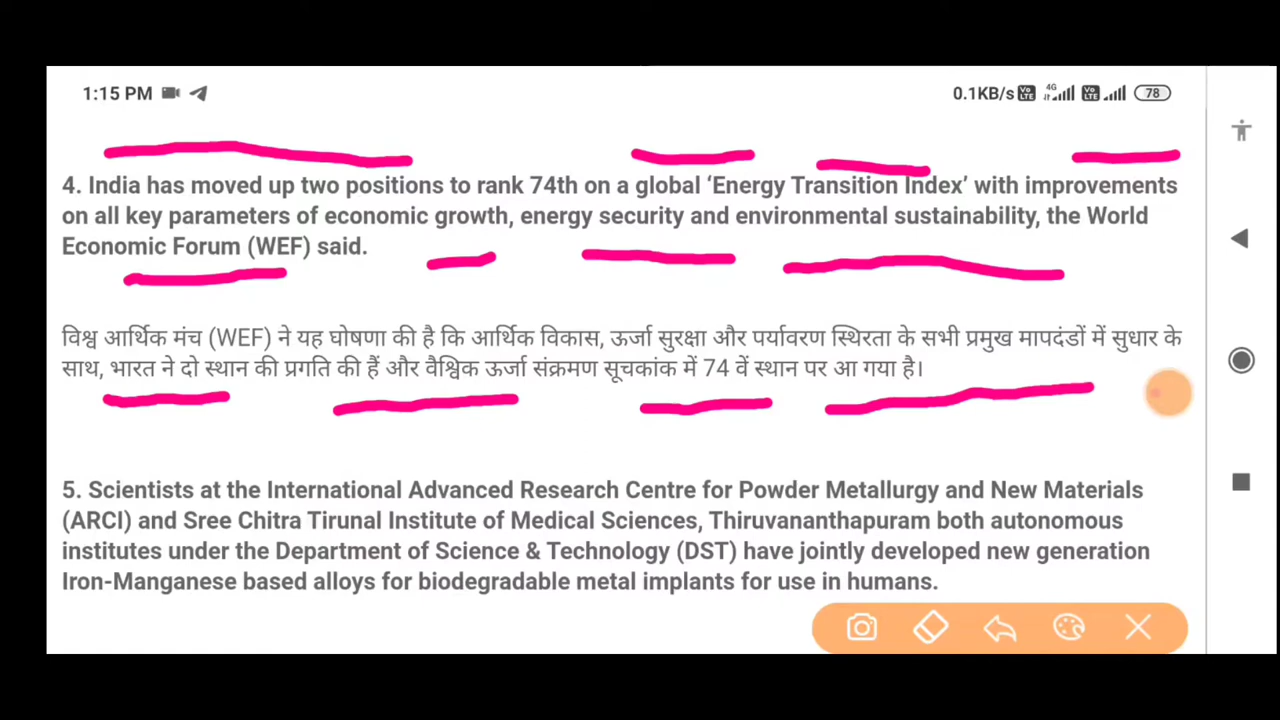 1:15 PM
0.1KB/s Vo LTE 4G Vo LTE 78
4. India has moved up two positions to rank 74th on a global ‘Energy Transition Index’ with improvements
on all key parameters of economic growth, energy security and environmental sustainability, the World
Economic Forum (WEF) said.
विश्व आर्थिक मंच (WEF) ने यह घोषणा की है कि आर्थिक विकास, ऊर्जा सुरक्षा और पर्यावरण स्थिरता के सभी प्रमुख मापदंडों में सुधार के
साथ, भारत ने दो स्थान की प्रगति की हैं और वैश्विक ऊर्जा संक्रमण सूचकांक में 74 वें स्थान पर आ गया है।
5. Scientists at the International Advanced Research Centre for Powder Metallurgy and New Materials
(ARCI) and Sree Chitra Tirunal Institute of Medical Sciences, Thiruvananthapuram both autonomous
institutes under the Department of Science & Technology (DST) have jointly developed new generation
Iron-Manganese based alloys for biodegradable metal implants for use in humans.